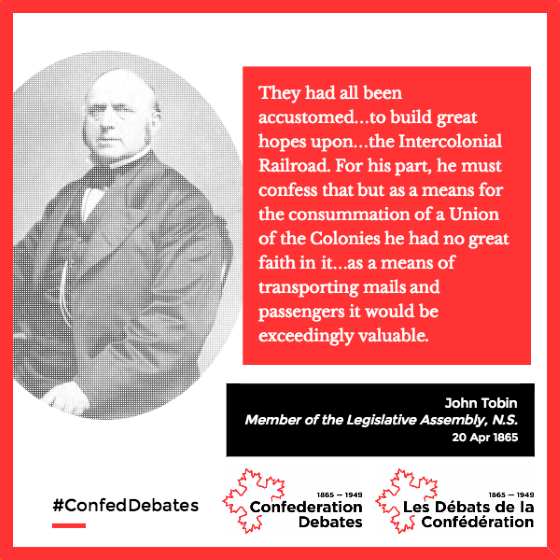 They had all been
accustomed...to build great
hopes upon...the Intercolonial
Railroad. For his part, he must
confess that but as a means for
the consummation of a Union
of the Colonies he had no great
faith in it...as a means of
transporting mails and
passengers it would be
exceedingly valuable.
John Tobin
Member of the Legislative Assembly, N.S.
20 Apr 1865
#ConfedDebates
1865 — 1949
Confederation
Debates
1865 — 1949
Les Débats de la
Confédération